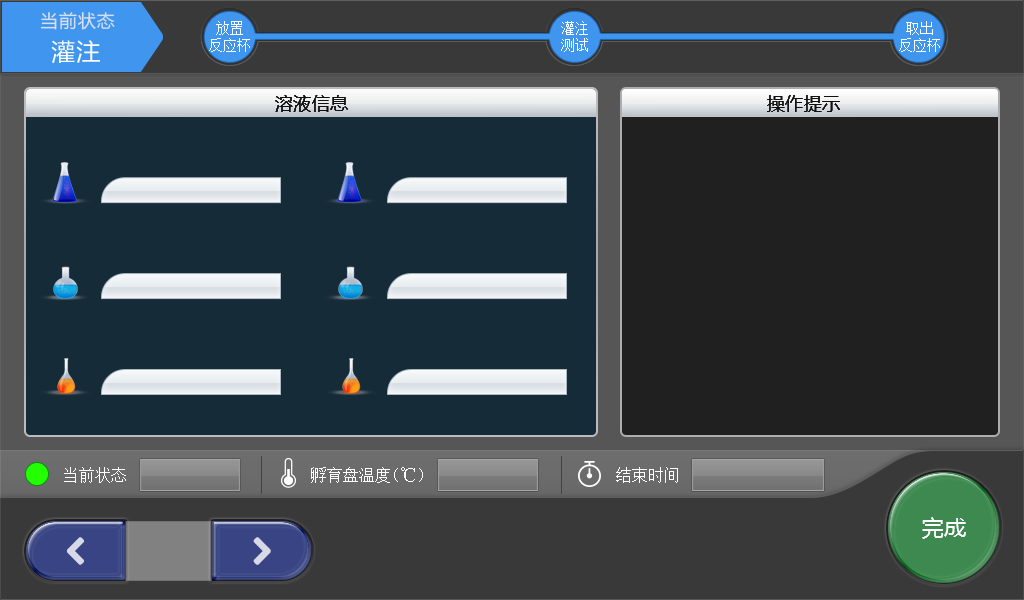 当前状态
灌注
放置
反应杯
灌注
测试
取出
反应杯
溶液信息
操作提示
当前状态
孵育盘温度(℃)
结束时间
完成